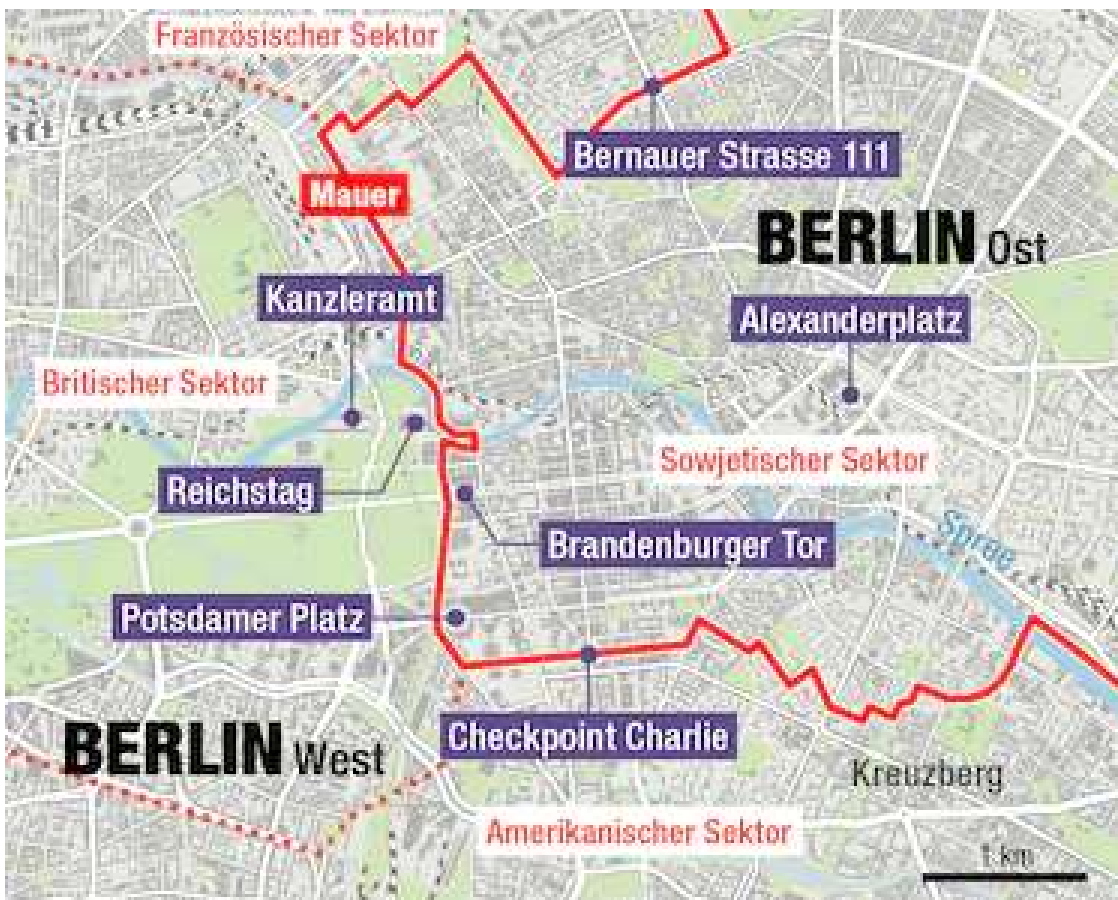 Französischer Sektor
Bernauer Strasse 111
Mauer
BERLIN Ost
Kanzleramt
Alexanderplatz
Britischer Sektor
Sowjetischer Sektor
Reichstag
Spree
Brandenburger Tor
Potsdamer Platz
Checkpoint Charlie
BERLIN West
Kreuzberg
Amerikanischer Sektor
1 km